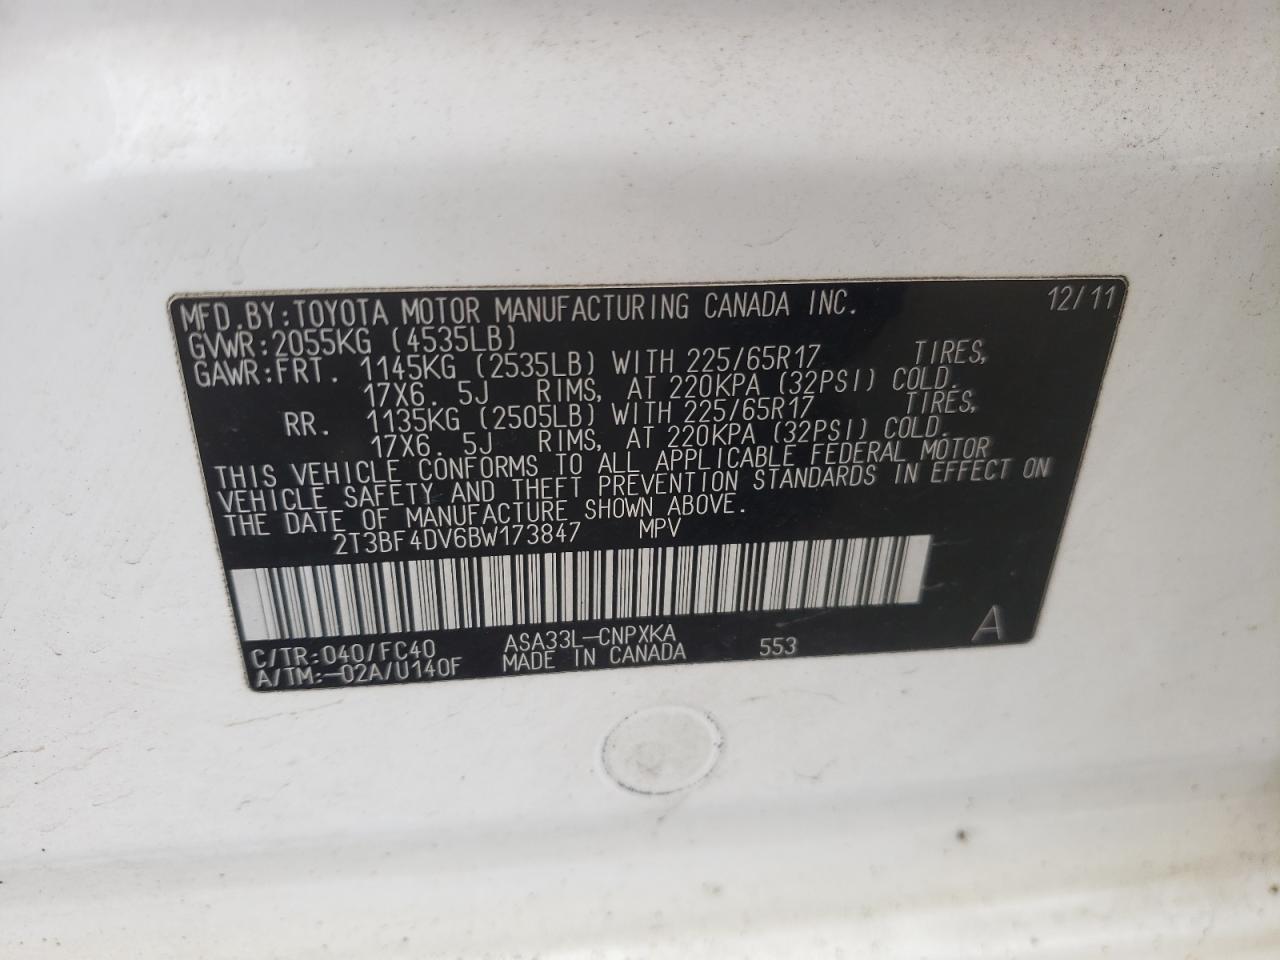 MFD.BY:TOYOTA MOTOR MANUFACTURING CANADA INC. 12/11
GVWR:2055KG (4535LB)
GAWR:FRT. 1145KG (2535LB) WITH 225/65R17 TIRES,
17X6. 5J RIMS, AT 220KPA (32PSI) COLD.
RR. 1135KG (2505LB) WITH 225/65R17 TIRES,
17X6. 5J RIMS, AT 220KPA (32PSI) COLD.
THIS VEHICLE CONFORMS TO ALL APPLICABLE FEDERAL MOTOR
VEHICLE SAFETY AND THEFT PREVENTION STANDARDS IN EFFECT ON
THE DATE OF MANUFACTURE SHOWN ABOVE.
2T3BF4DV6BW173847 MPV
C/TR:040/FC40 ASA33L-CNPXKA 553 A
A/TM:-02A/U140F MADE IN CANADA